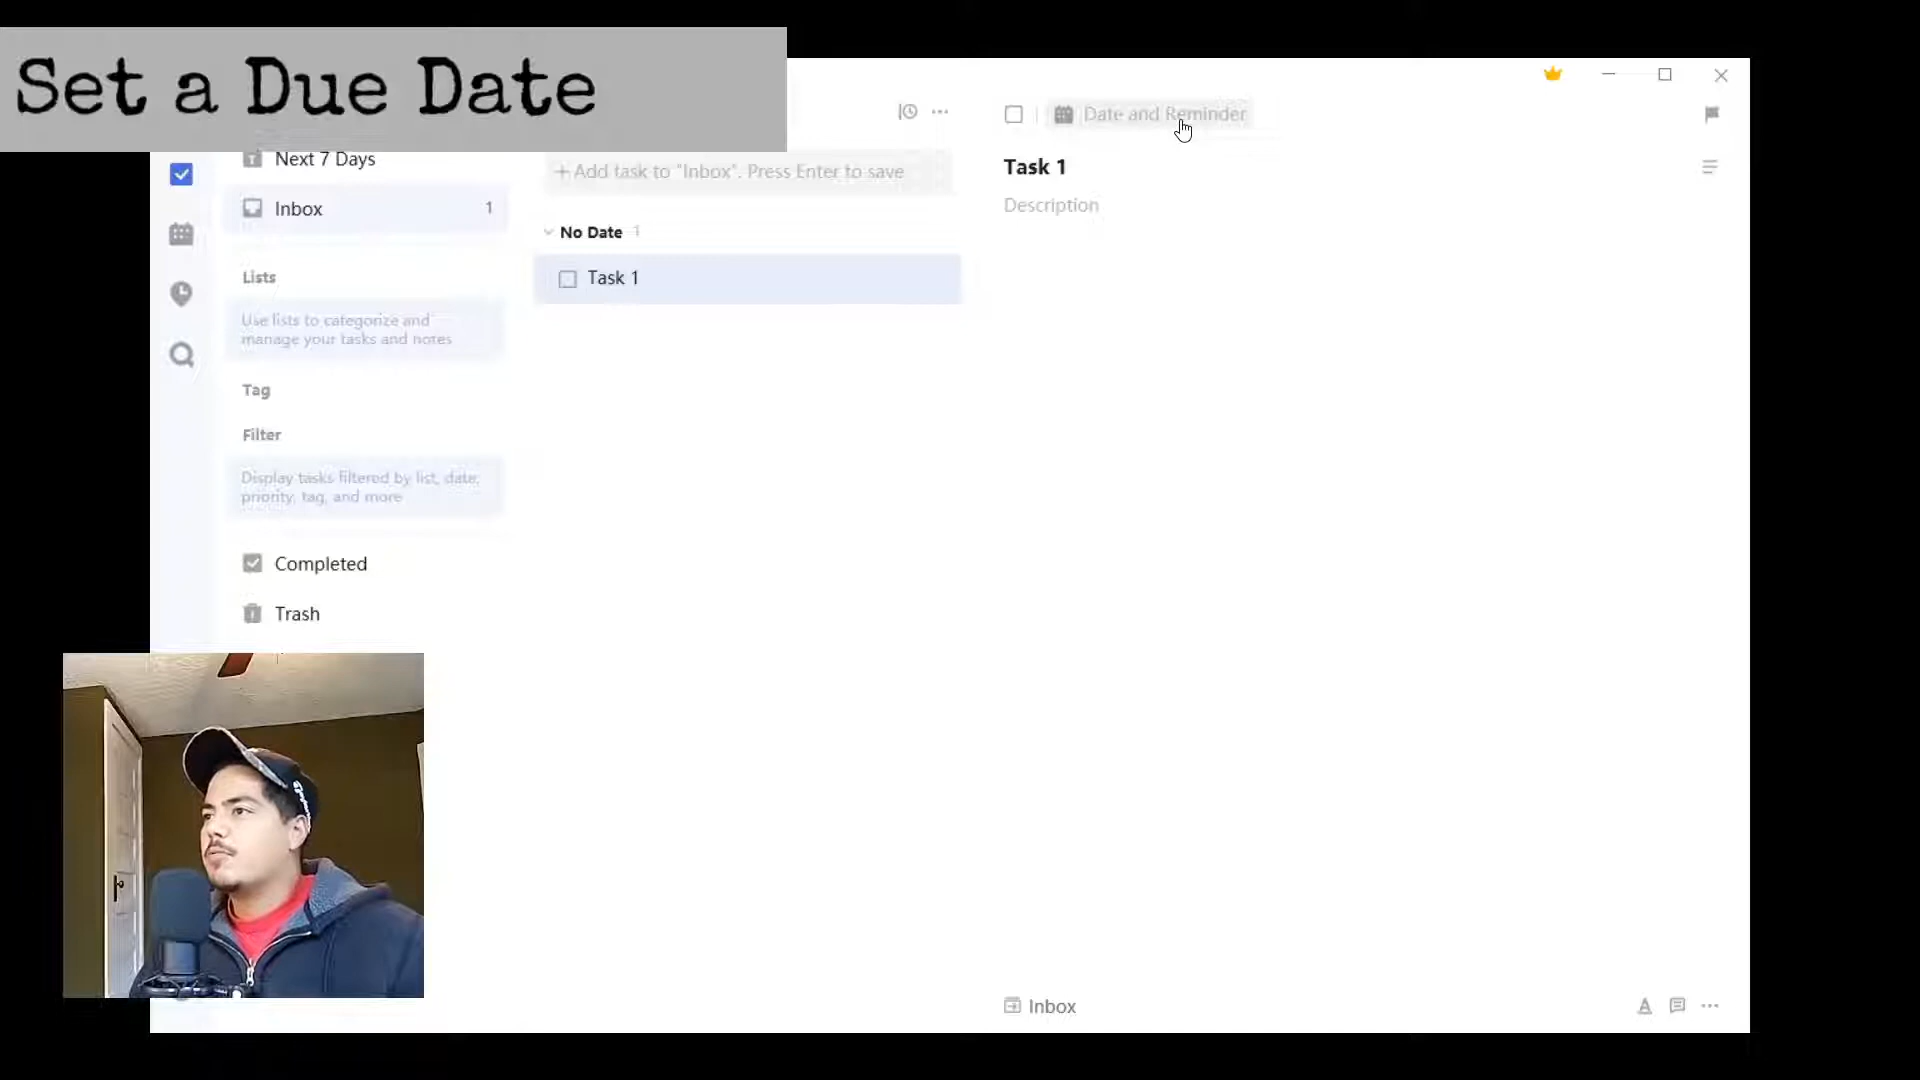 Set a Due Date
Next 7 Days
Inbox 1
Lists
Use lists to categorize and
manage your tasks and notes
Tag
Filter
Display tasks filtered by list, date,
priority, tag, and more
Completed
Trash
+ Add task to "Inbox". Press Enter to save
No Date 1
Task 1
Date and Reminder
Task 1
Description
Inbox